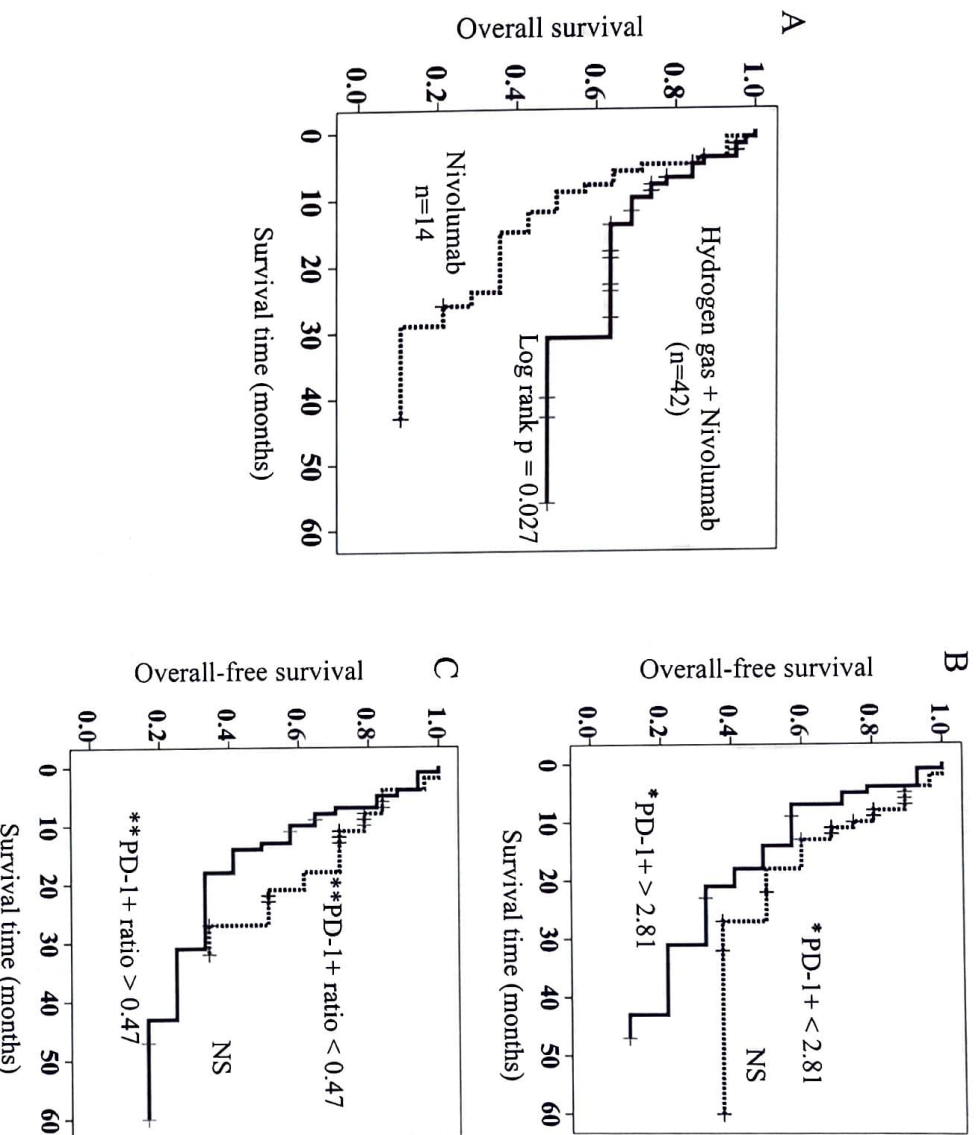 A
Overall survival
1.0
0.8
0.6
0.4
0.2
0.0
Hydrogen gas + Nivolumab
(n=42)
Log rank p = 0.027
Nivolumab
n=14
0 10 20 30 40 50 60
Survival time (months)
B
Overall-free survival
1.0
0.8
0.6
0.4
0.2
0.0
*PD-1+ < 2.81
NS
*PD-1+ > 2.81
0 10 20 30 40 50 60
Survival time (months)
C
Overall-free survival
1.0
0.8
0.6
0.4
0.2
0.0
**PD-1+ ratio < 0.47
NS
**PD-1+ ratio > 0.47
0 10 20 30 40 50 60
Survival time (months)